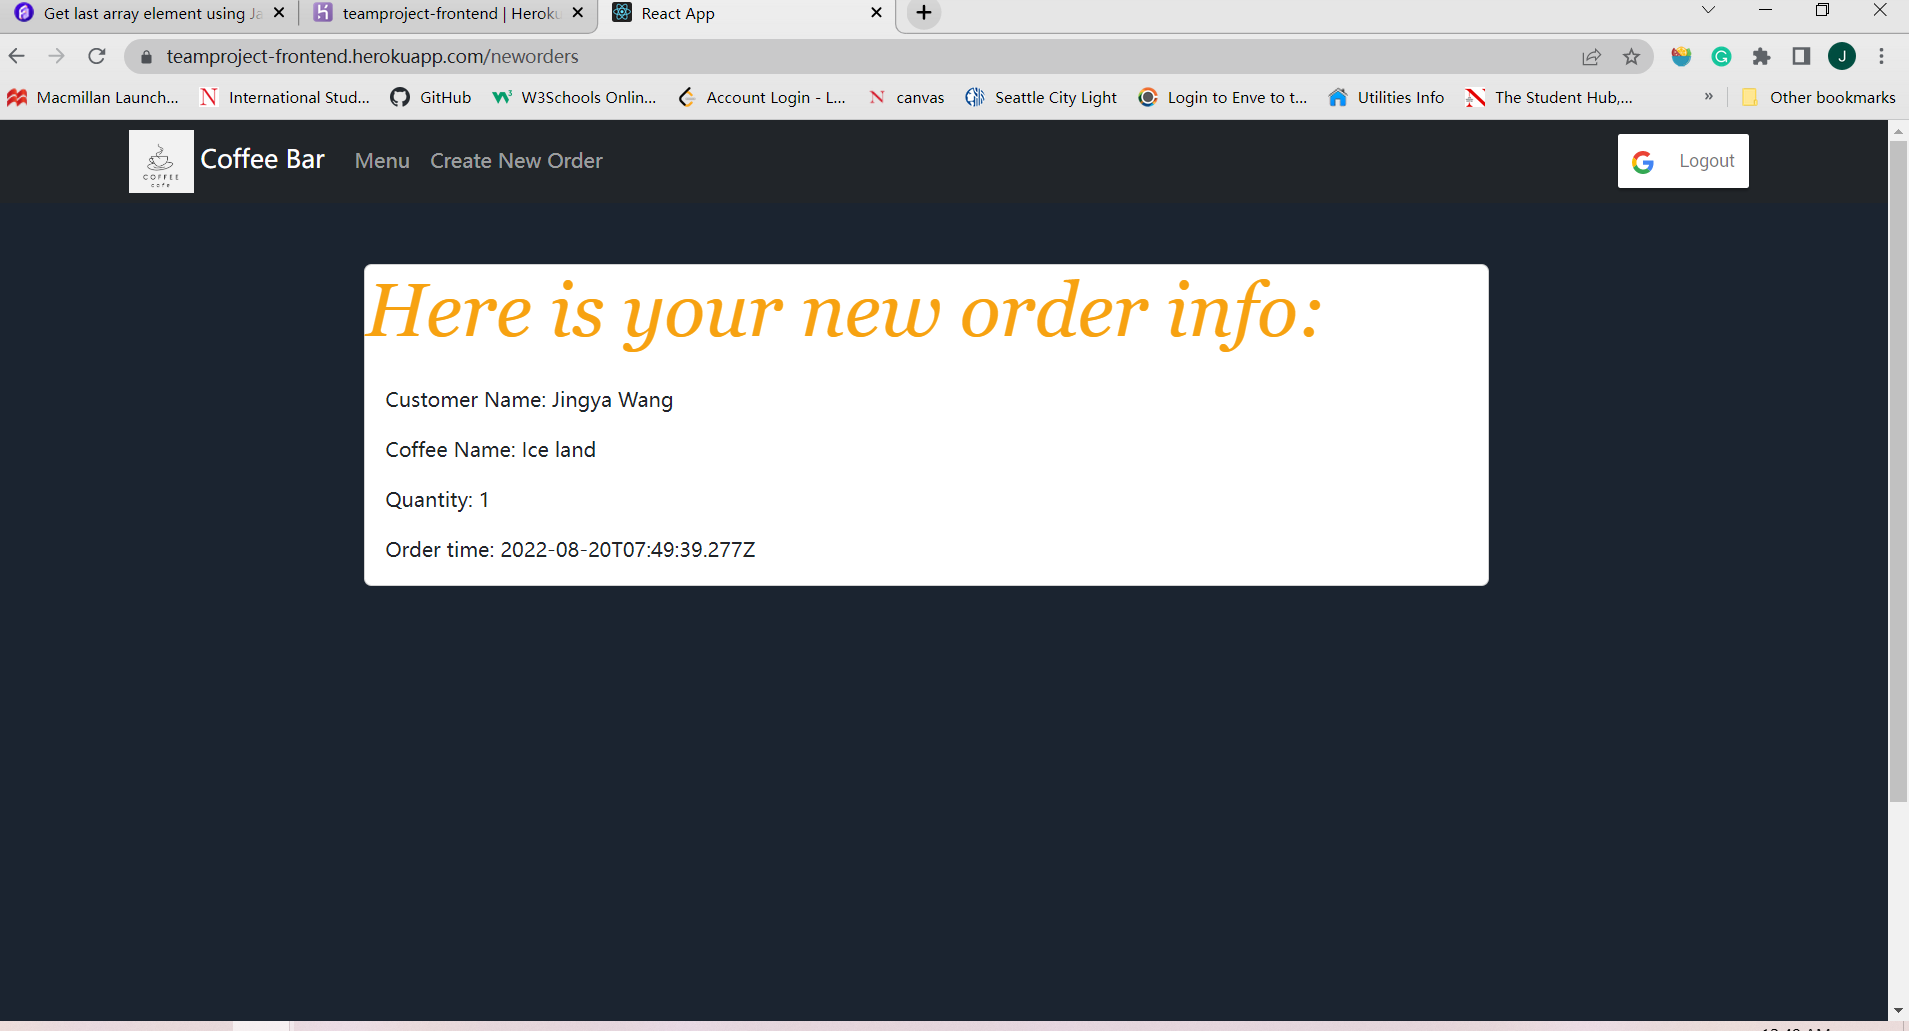 Get last array element using Ja
teamproject-frontend | Heroku
React App
teamproject-frontend.herokuapp.com/neworders
J
Macmillan Launch...
International Stud...
GitHub
W3Schools Onlin...
Account Login - L...
canvas
Seattle City Light
Login to Enve to t...
Utilities Info
The Student Hub,...
»
Other bookmarks
COFFEE
cafe
Coffee Bar
Menu
Create New Order
Logout
Here is your new order info:
Customer Name: Jingya Wang
Coffee Name: Ice land
Quantity: 1
Order time: 2022-08-20T07:49:39.277Z